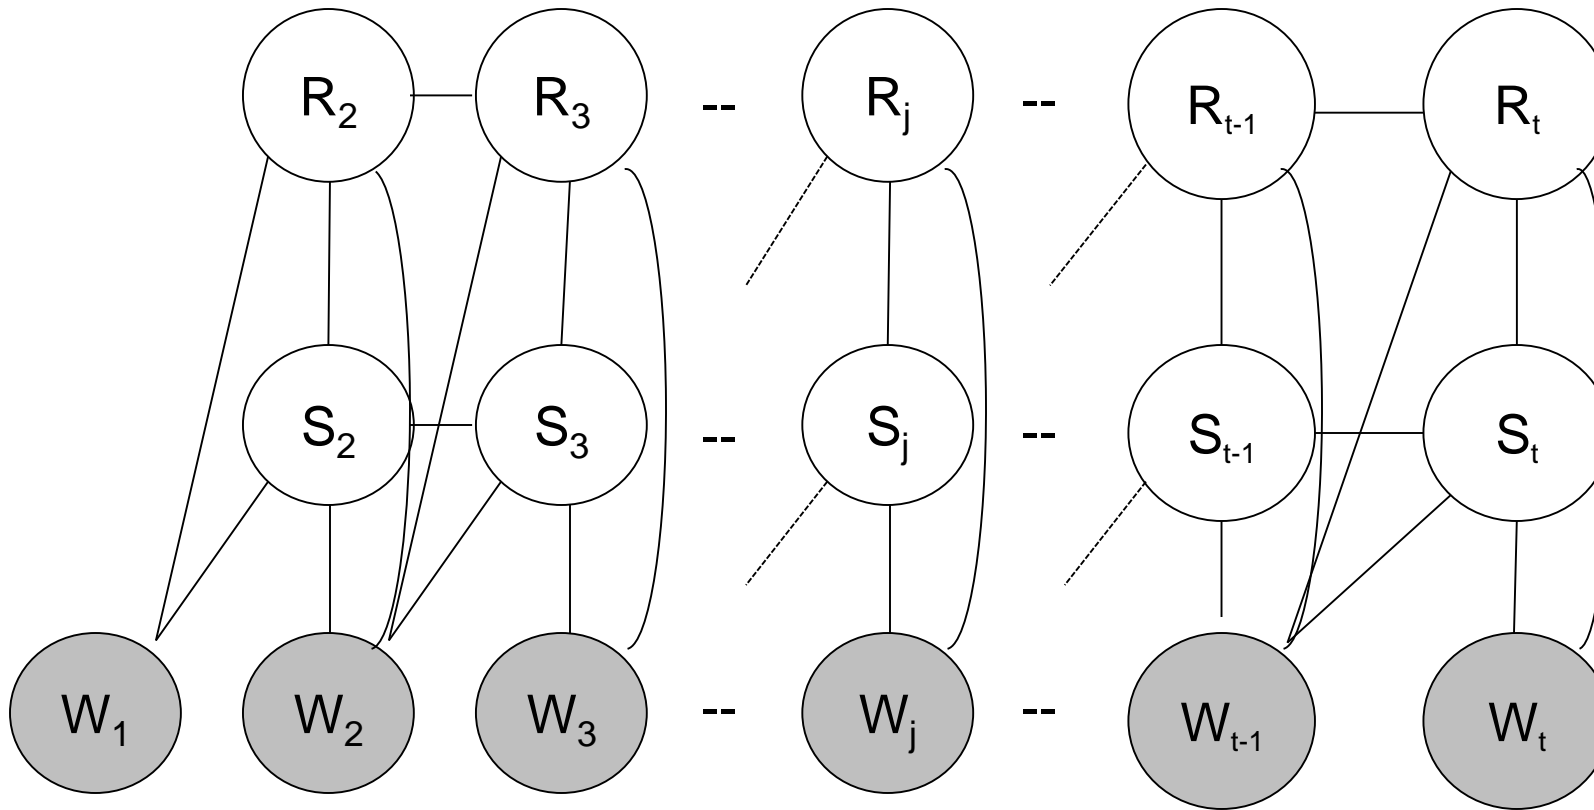 R2 R3 -- Rj -- Rt-1 Rt
S2 S3 -- Sj -- St-1 St
W1 W2 W3 -- Wj -- Wt-1 Wt